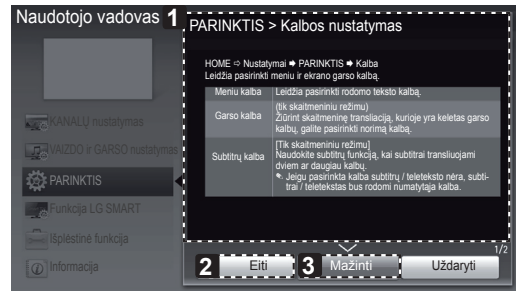 Naudotojo vadovas
1
PARINKTIS > Kalbos nustatymas
HOME ⇨ Nustatymai ➡ PARINKTIS ➡ Kalba
Leidžia pasirinkti meniu ir ekrano garso kalbą.
Meniu kalba
Leidžia pasirinkti rodomo teksto kalbą.
Garso kalba
(tik skaitmeniniu režimu)
Žiūrint skaitmeninę transliaciją, kurioje yra keletas garso
kalbų, galite pasirinkti norimą kalbą.
Subtitrų kalba
[Tik skaitmeniniu režimu]
Naudokite subtitrų funkciją, kai subtitrai transliuojami
dviem ar daugiau kalbų.
Jeigu pasirinkta kalba subtitrų / teleteksto nėra, subti-
trai / teletekstas bus rodomi numatytąja kalba.
KANALŲ nustatymas
VAIZDO ir GARSO nustatymas
PARINKTIS
Funkcija LG SMART
Išplėstinė funkcija
Informacija
1/2
2
Eiti
3
Mažinti
Uždaryti